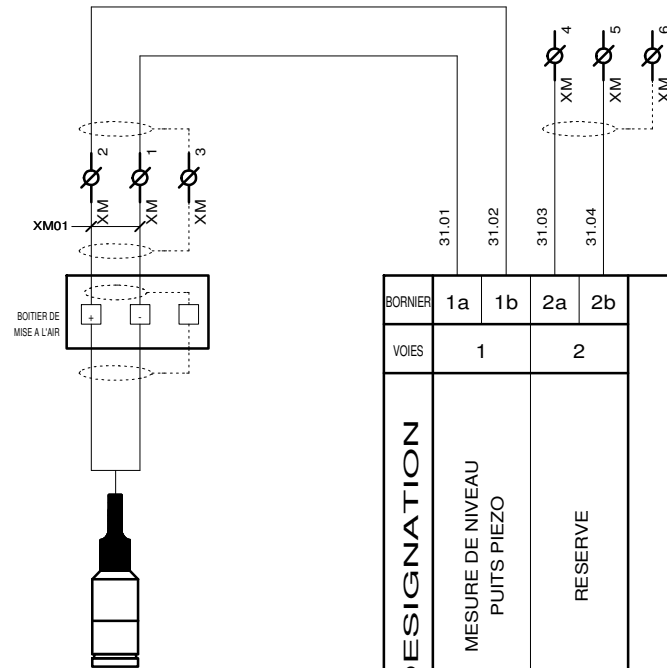 4
5
6
XM
XM
XM
2
1
3
XM
XM
XM
XM01
31.01
31.02
31.03
31.04
BOITIER DE
MISE A L'AIR
+
-
BORNIER 1a 1b 2a 2b
VOIES 1 2
DESIGNATION
MESURE DE NIVEAU
PUITS PIEZO
RESERVE